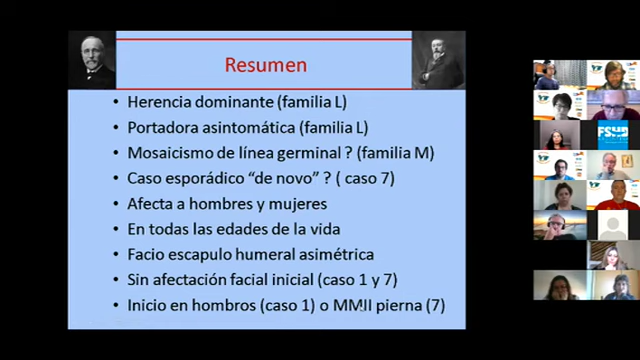 Resumen
• Herencia dominante (familia L)
• Portadora asintomática (familia L)
• Mosaicismo de línea germinal ? (familia M)
• Caso esporádico “de novo” ? ( caso 7)
• Afecta a hombres y mujeres
• En todas las edades de la vida
• Facio escapulo humeral asimétrica
• Sin afectación facial inicial (caso 1 y 7)
• Inicio en hombros (caso 1) o MMII pierna (7)
FSHD